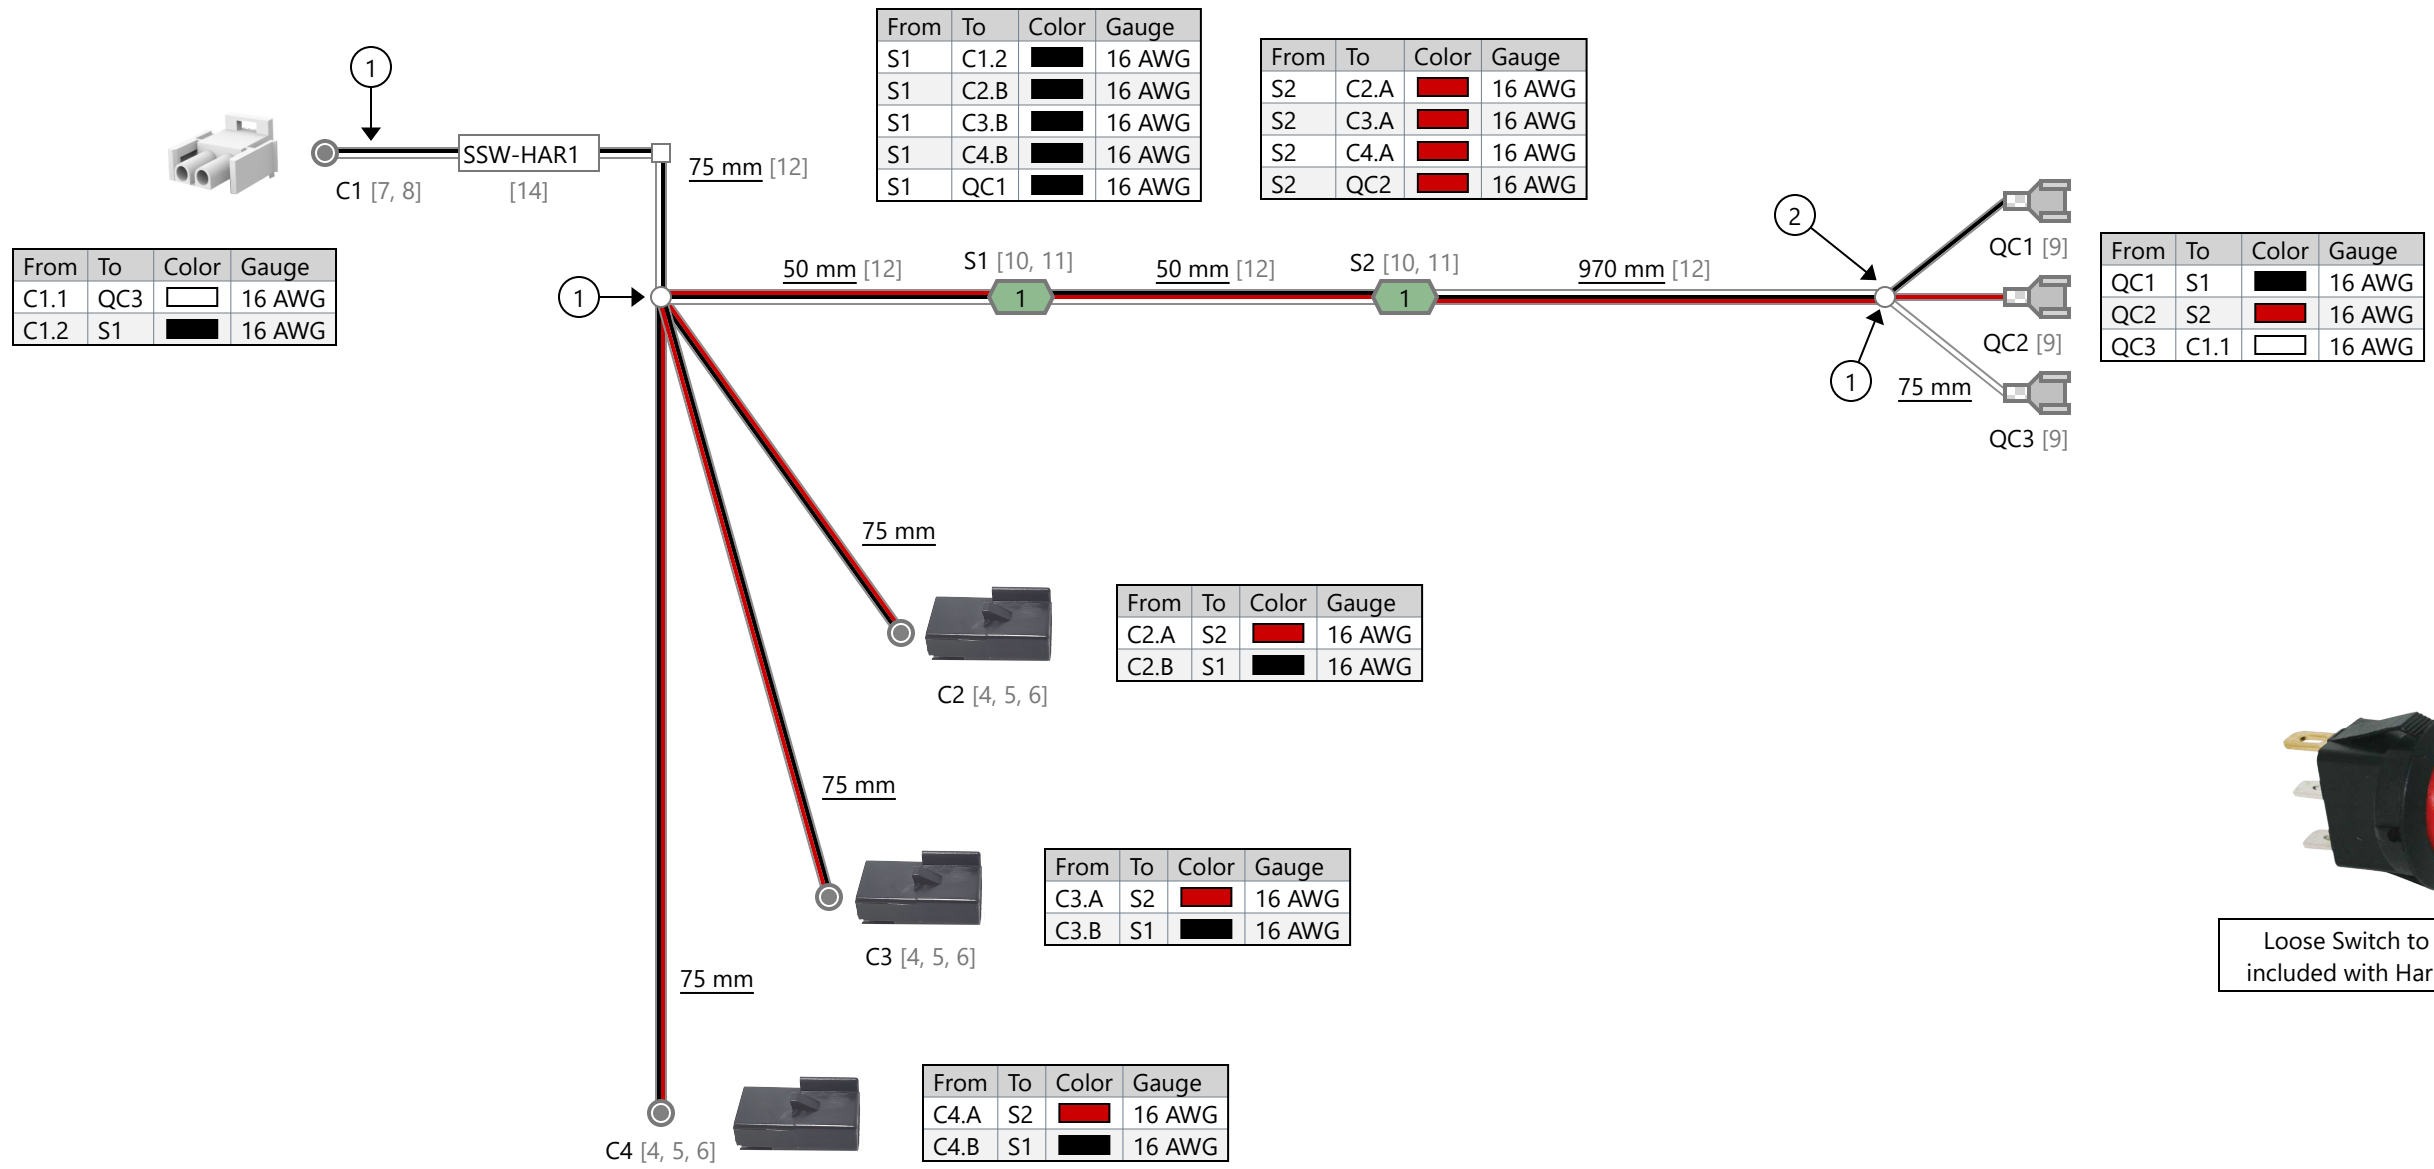 From To Color Gauge
S1 C1.2 16 AWG
S1 C2.B 16 AWG
S1 C3.B 16 AWG
S1 C4.B 16 AWG
S1 QC1 16 AWG
From To Color Gauge
S2 C2.A 16 AWG
S2 C3.A 16 AWG
S2 C4.A 16 AWG
S2 QC2 16 AWG
1
SSW-HAR1
C1 [7, 8]
[14]
75 mm [12]
From To Color Gauge
C1.1 QC3 16 AWG
C1.2 S1 16 AWG
1
50 mm [12]
S1 [10, 11]
1
50 mm [12]
S2 [10, 11]
1
970 mm [12]
2
1
QC1 [9]
QC2 [9]
75 mm
QC3 [9]
From To Color Gauge
QC1 S1 16 AWG
QC2 S2 16 AWG
QC3 C1.1 16 AWG
75 mm
C2 [4, 5, 6]
From To Color Gauge
C2.A S2 16 AWG
C2.B S1 16 AWG
75 mm
C3 [4, 5, 6]
From To Color Gauge
C3.A S2 16 AWG
C3.B S1 16 AWG
75 mm
C4 [4, 5, 6]
From To Color Gauge
C4.A S2 16 AWG
C4.B S1 16 AWG
Loose Switch to
included with Har